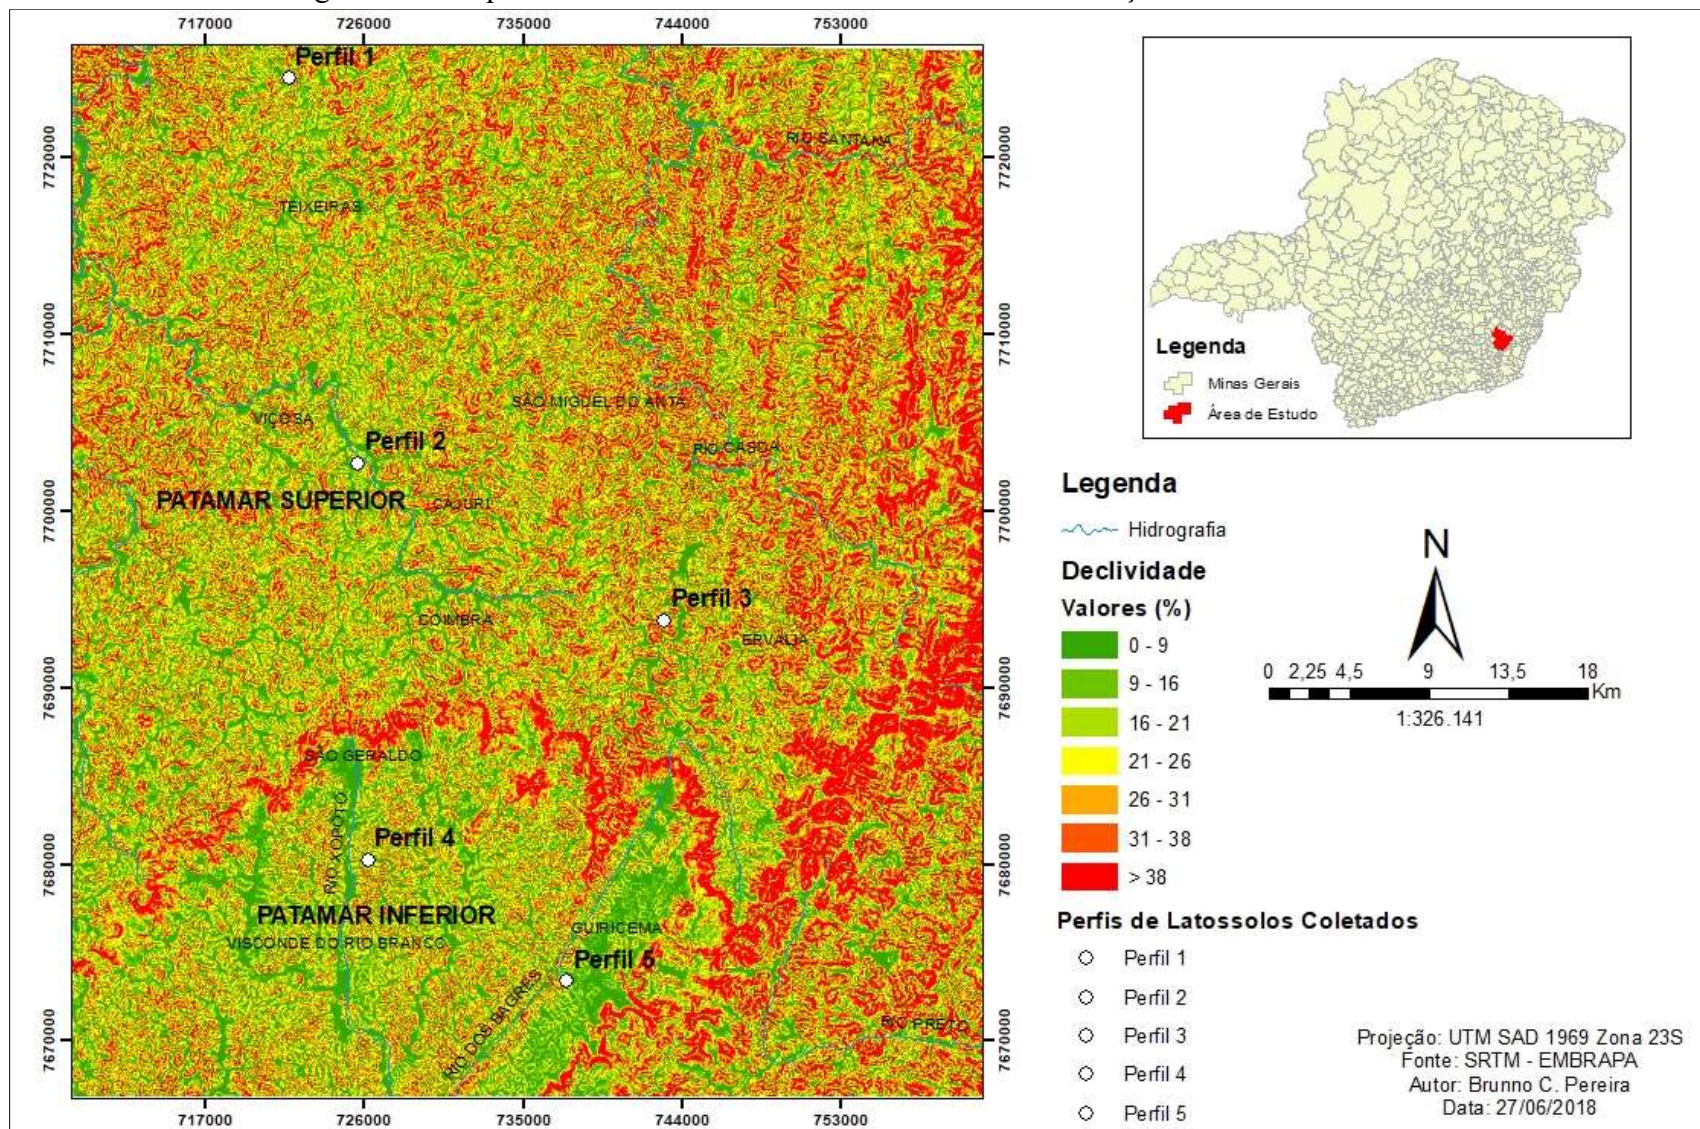 717000 726000 735000 744000 753000
Perfil 1
7720000
RIO SANTANA
7720000
TEIXEIRAS
7710000
7710000
SÃO MIGUEL DO ANTA
VIÇOSA
Perfil 2
RIO CASCA
PATAMAR SUPERIOR
CAJURI
7700000
7700000
Perfil 3
COIMBRA
ERVÁLIA
7690000
7690000
SÃO GERALDO
RIO XOPOTÓ
Perfil 4
7680000
7680000
PATAMAR INFERIOR
GUIRICEMA
VISCONDE DO RIO BRANCO
Perfil 5
RIO DOS BAGRES
RIO PRETO
7670000
7670000
717000 726000 735000 744000 753000
Legenda
Minas Gerais
Área de Estudo
Legenda
Hidrografia
Declividade
Valores (%)
0 - 9
9 - 16
16 - 21
21 - 26
26 - 31
31 - 38
> 38
N
0 2,25 4,5 9 13,5 18
Km
1:326.141
Perfis de Latossolos Coletados
Perfil 1
Perfil 2
Perfil 3
Perfil 4
Perfil 5
Projeção: UTM SAD 1969 Zona 23S
Fonte: SRTM - EMBRAPA
Autor: Brunno C. Pereira
Data: 27/06/2018